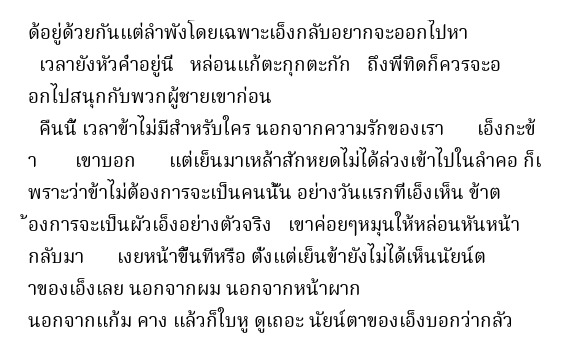 ด้อยู่ด้วยกันแต่ลำพังโดยเฉพาะเอ็งกลับอยากจะออกไปหา
เวลายังหัวค่ำอยู่นี่ หล่อนแก้ตะกุกตะกัก ถึงพี่ทิดก็ควรจะอ
อกไปสนุกกับพวกผู้ชายเขาก่อน
คืนนี้ เวลาข้าไม่มีสำหรับใคร นอกจากความรักของเรา เอ็งกะข้
า เขาบอก แต่เย็นมาเหล้าสักหยดไม่ได้ล่วงเข้าไปในลำคอ ก็เ
พราะว่าข้าไม่ต้องการจะเป็นคนนั้น อย่างวันแรกที่เอ็งเห็น ข้าต
้องการจะเป็นผัวเอ็งอย่างตัวจริง เขาค่อยๆหมุนให้หล่อนหันหน้า
กลับมา เงยหน้าขึ้นทีหรือ ตั้งแต่เย็นข้ายังไม่ได้เห็นนัยน์ต
าของเอ็งเลย นอกจากผม นอกจากหน้าผาก
นอกจากแก้ม คาง แล้วก็ใบหู ดูเถอะ นัยน์ตาของเอ็งบอกว่ากลัว